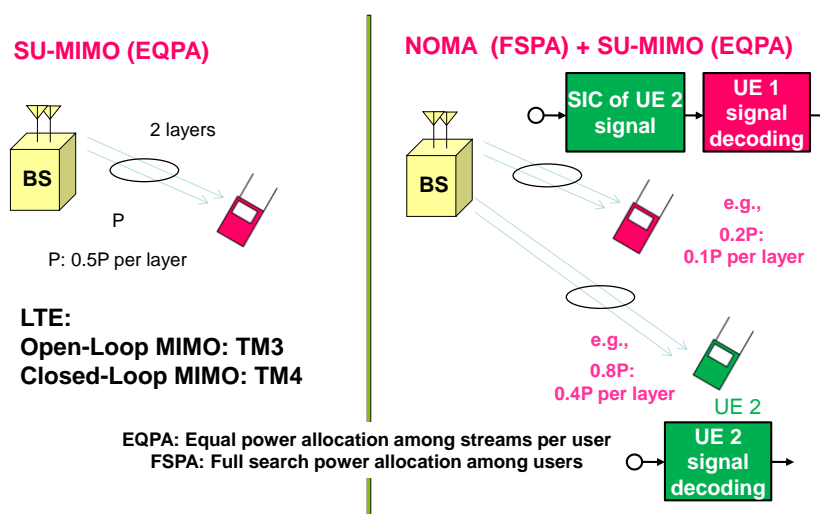 SU-MIMO (EQPA)
2 layers
BS
P
P: 0.5P per layer
LTE:
Open-Loop MIMO: TM3
Closed-Loop MIMO: TM4
NOMA (FSPA) + SU-MIMO (EQPA)
SIC of UE 2
signal
UE 1
signal
decoding
BS
e.g.,
0.2P:
0.1P per layer
e.g.,
0.8P:
0.4P per layer
UE 2
EQPA: Equal power allocation among streams per user
FSPA: Full search power allocation among users
UE 2
signal
decoding